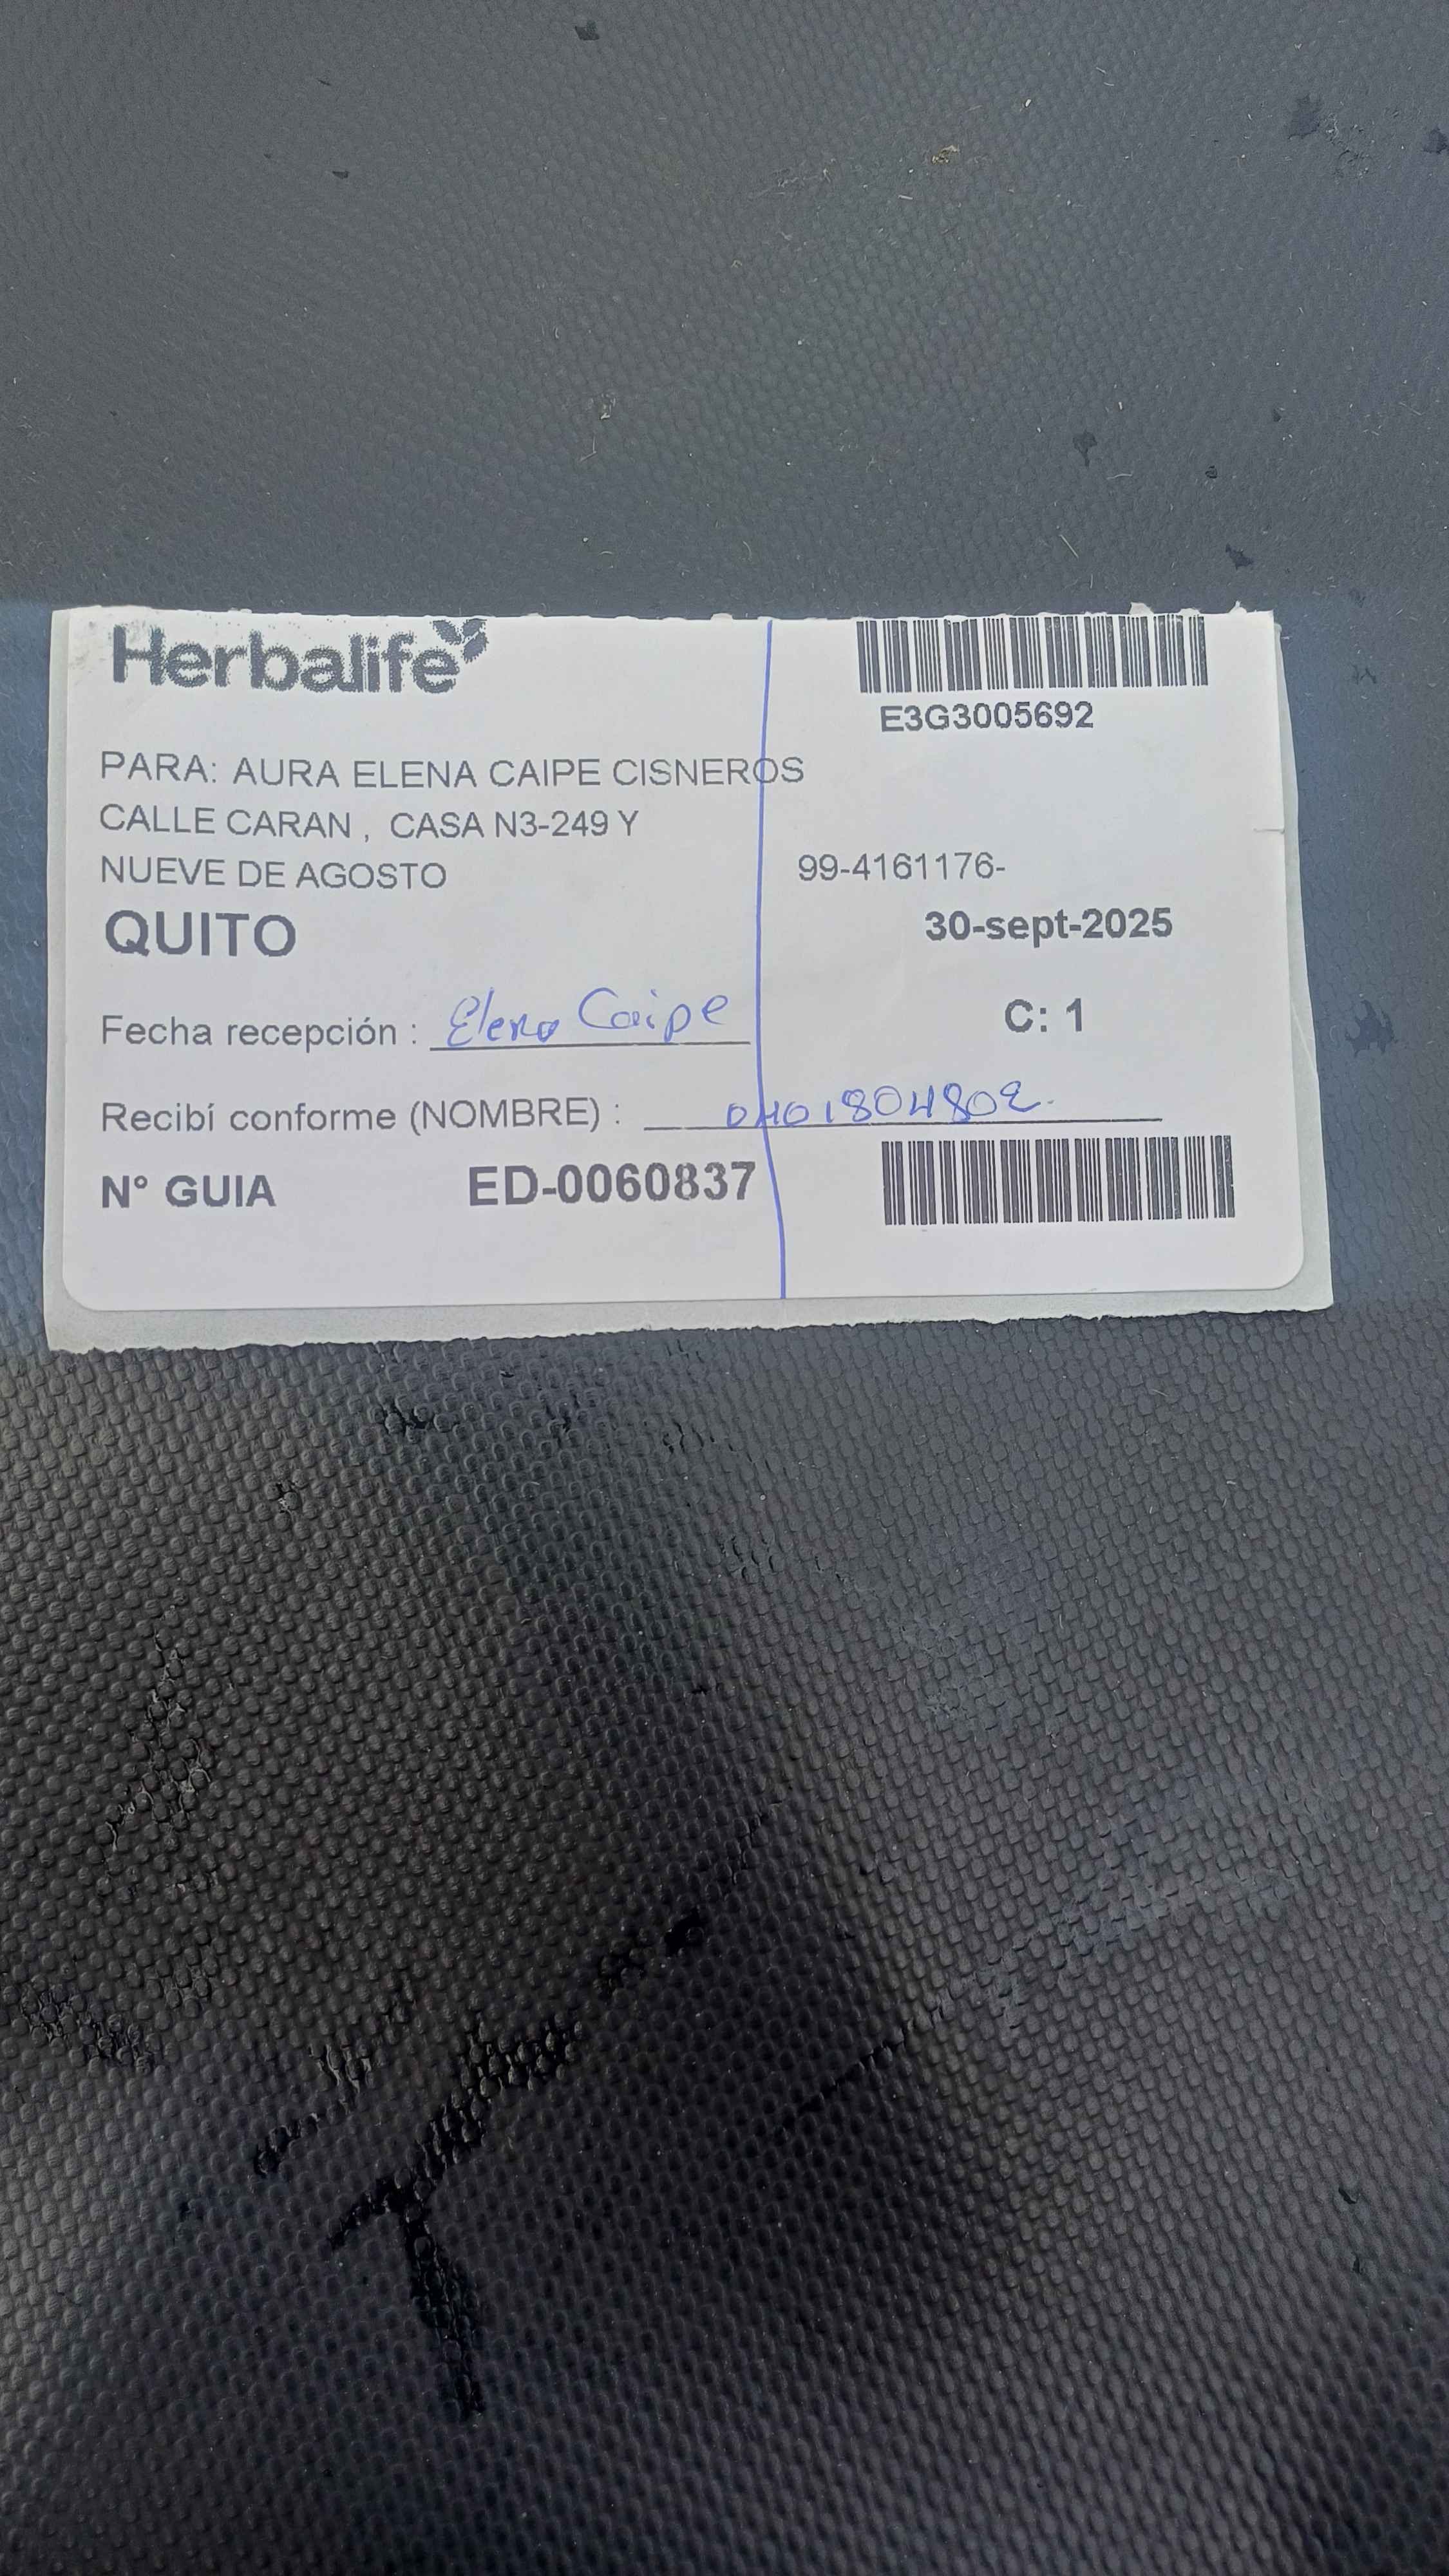 Herbalife
E3G3005692
PARA: AURA ELENA CAIPE CISNEROS
CALLE CARAN , CASA N3-249 Y
NUEVE DE AGOSTO 99-4161176-
QUITO 30-sept-2025
Fecha recepción : Elena Caipe C: 1
Recibí conforme (NOMBRE) : 0401804802
N° GUIA ED-0060837